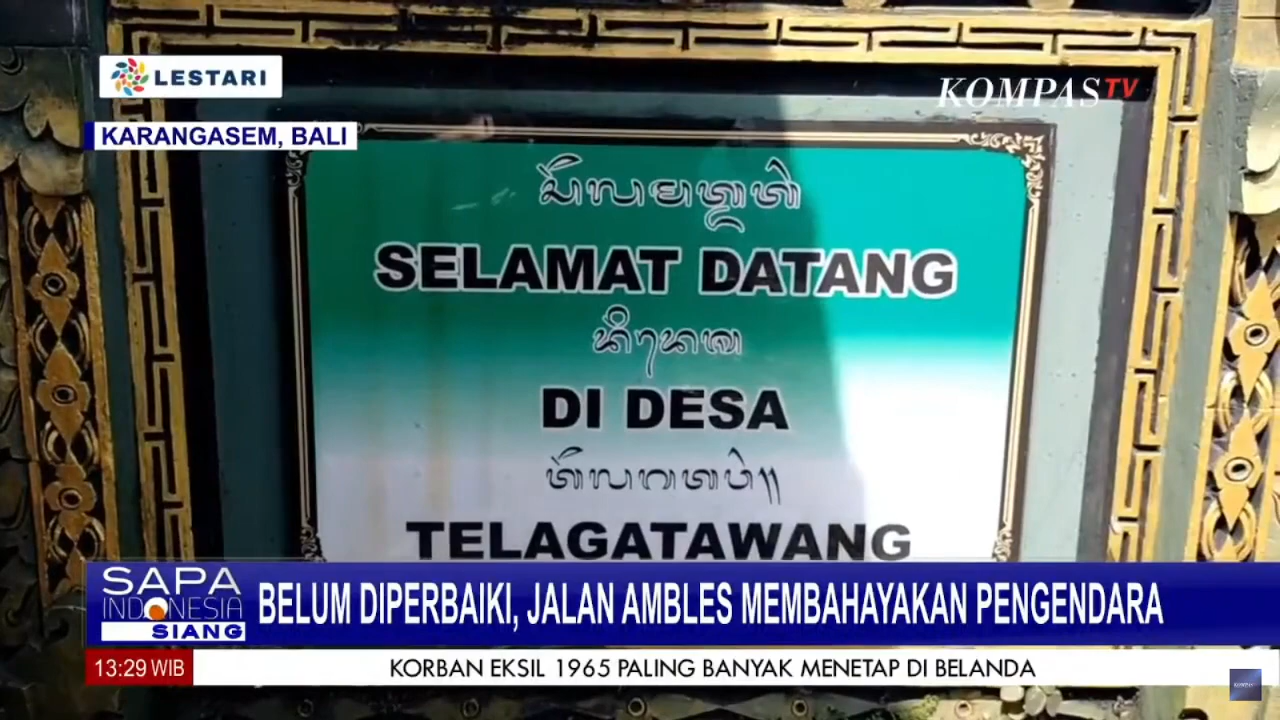 LESTARI
KOMPASTV
KARANGASEM, BALI
SELAMAT DATANG
DI DESA
TELAGATAWANG
SAPA
INDONESIA
SIANG
BELUM DIPERBAIKI, JALAN AMBLES MEMBAHAYAKAN PENGENDARA
13:29 WIB
KORBAN EKSIL 1965 PALING BANYAK MENETAP DI BELANDA